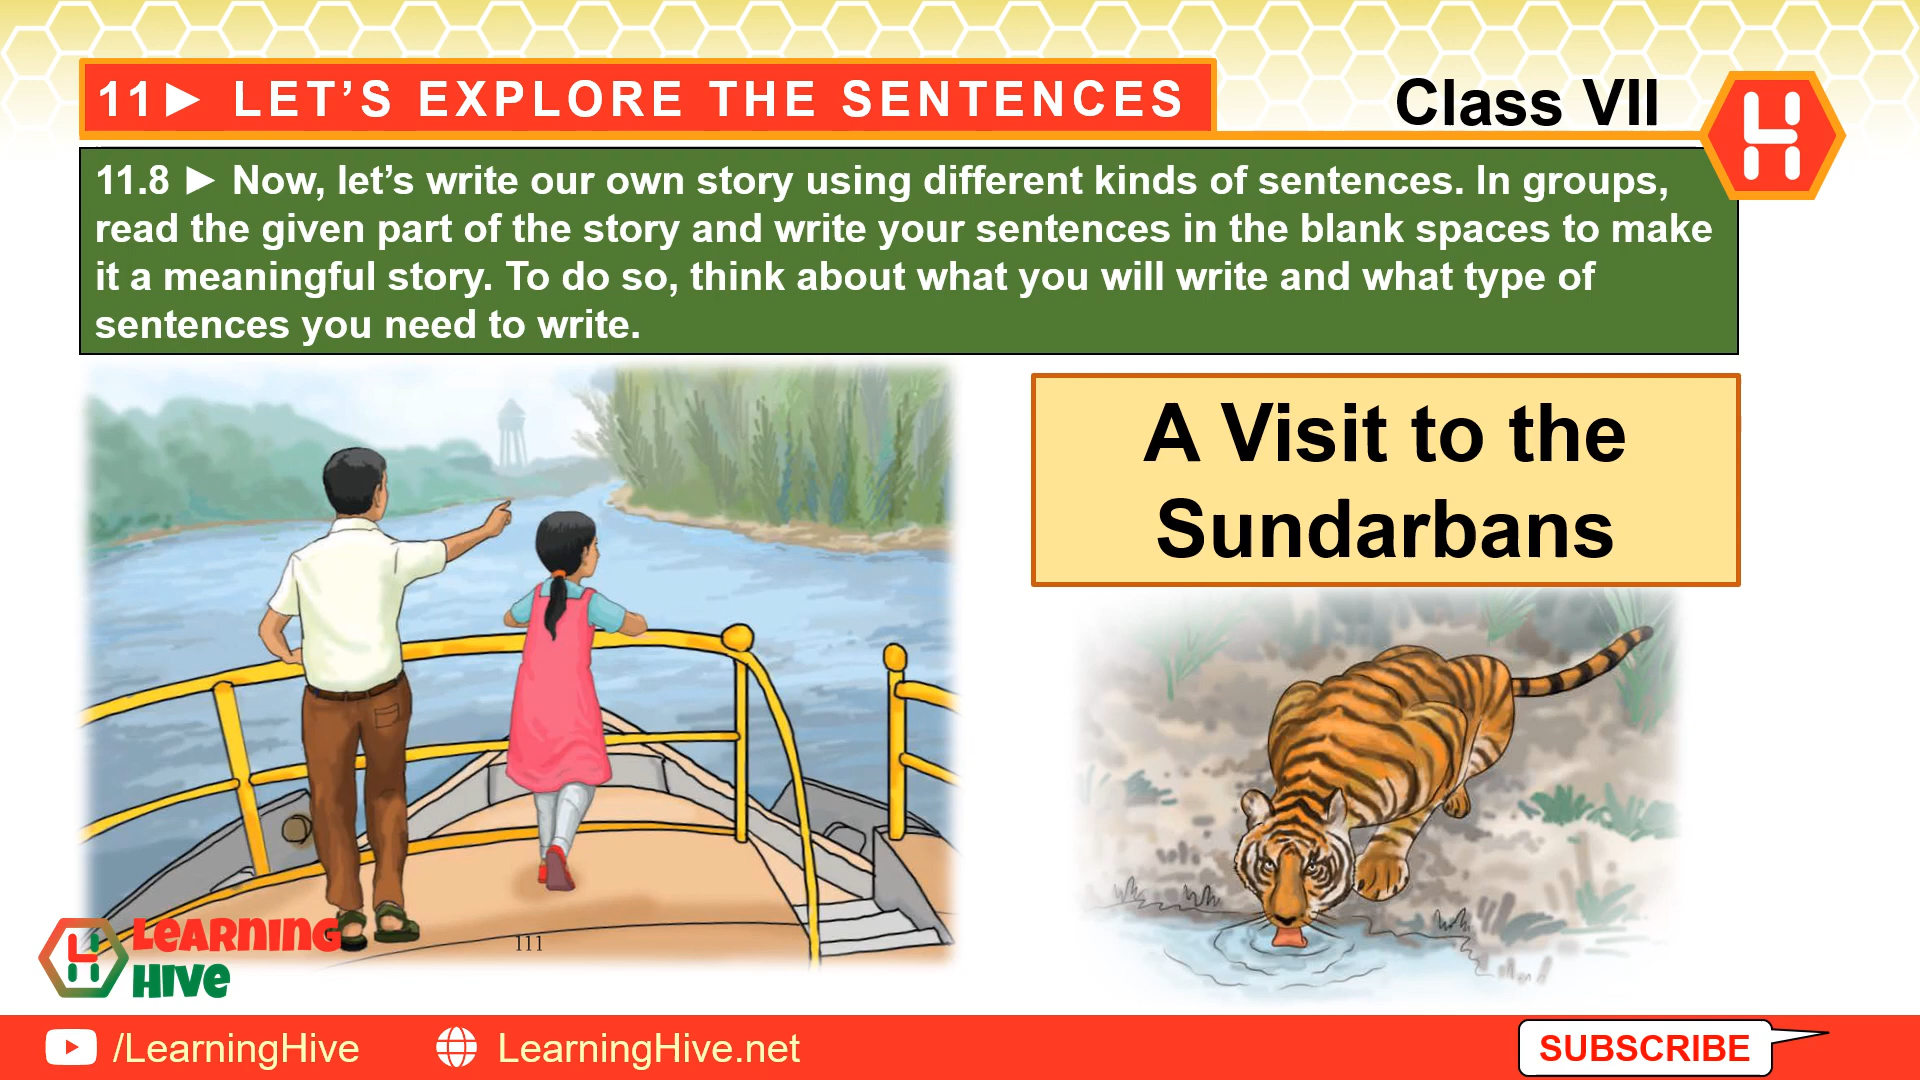 11► LET’S EXPLORE THE SENTENCES
Class VII
11.8 ► Now, let’s write our own story using different kinds of sentences. In groups,
read the given part of the story and write your sentences in the blank spaces to make
it a meaningful story. To do so, think about what you will write and what type of
sentences you need to write.
A Visit to the
Sundarbans
111
LEARNING
HIVE
/LearningHive
LearningHive.net
SUBSCRIBE